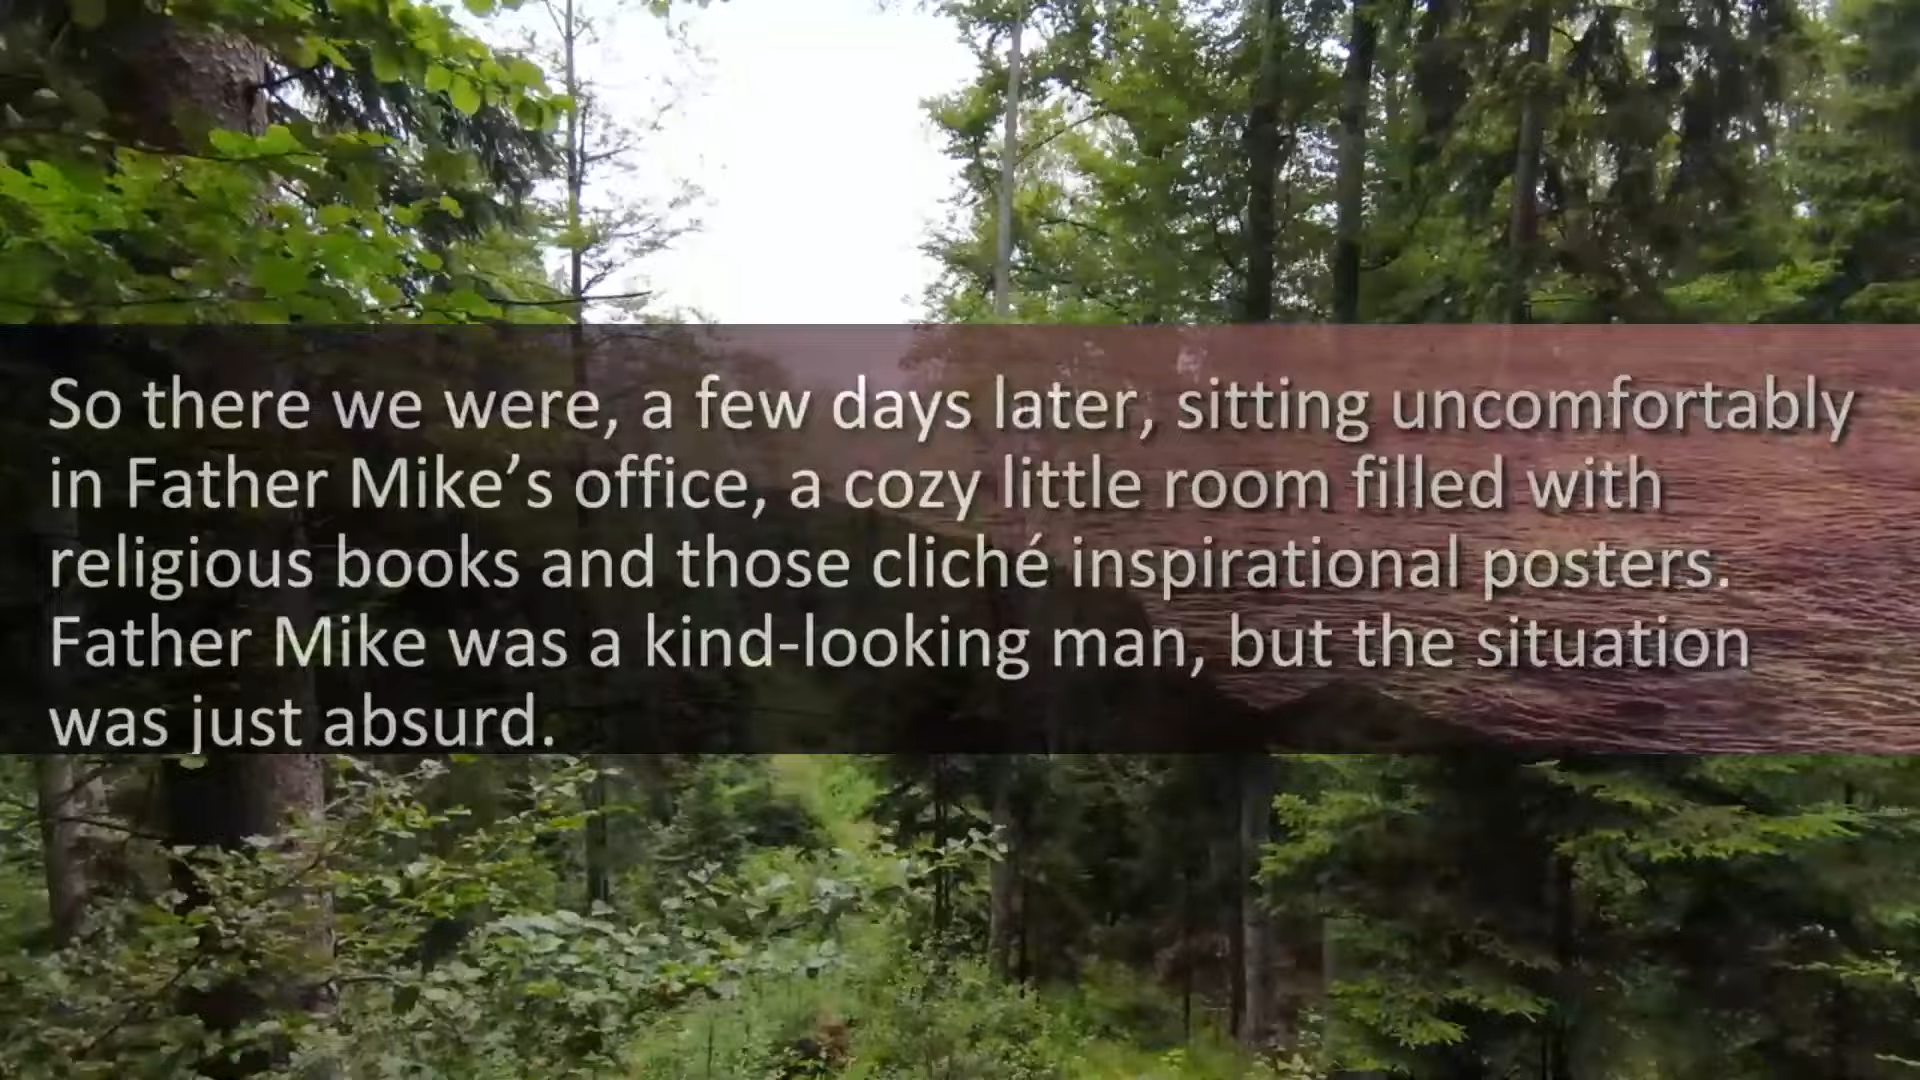 So there we were, a few days later, sitting uncomfortably
in Father Mike’s office, a cozy little room filled with
religious books and those cliché inspirational posters.
Father Mike was a kind-looking man, but the situation
was just absurd.